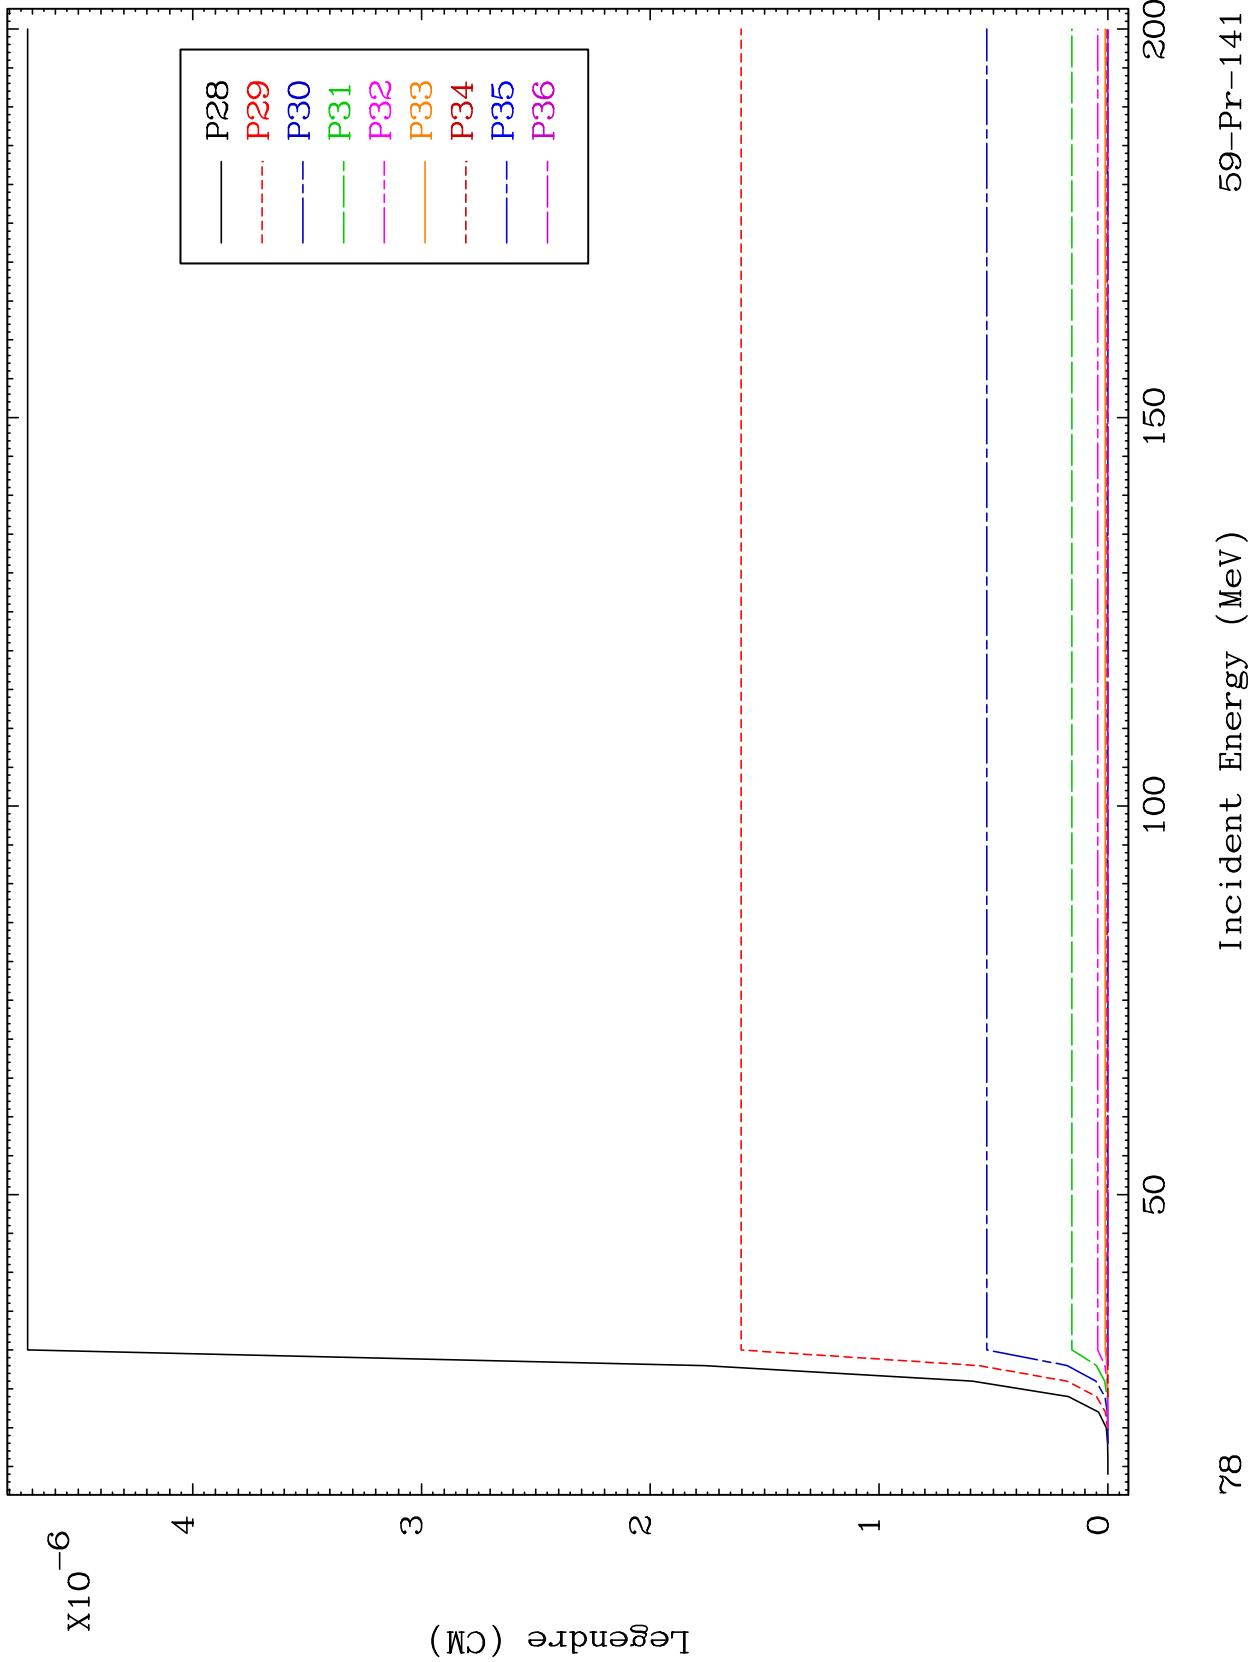 X10-6
Legendre (CM)
4
3
2
1
0
P28
P29
P30
P31
P32
P33
P34
P35
P36
50
100
150
200
78
Incident Energy (MeV)
59-Pr-141